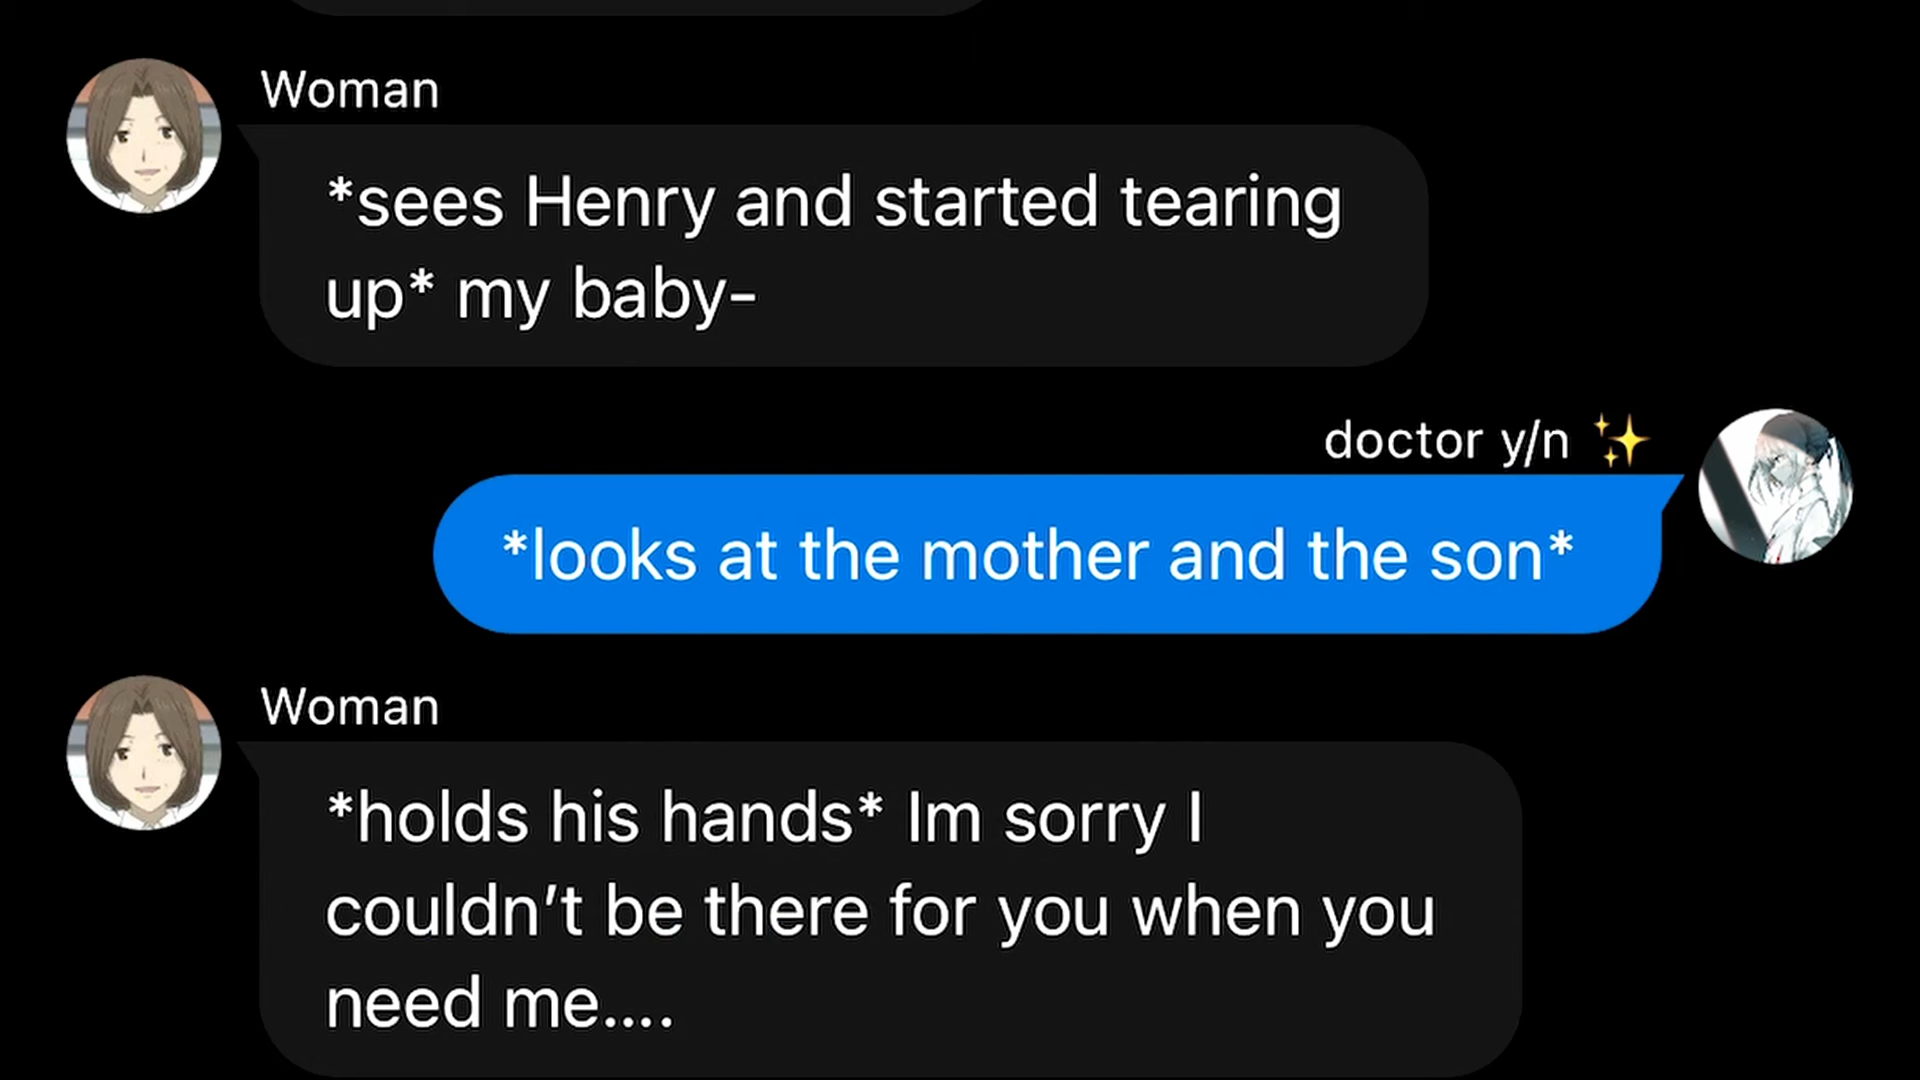 Woman
*sees Henry and started tearing
up* my baby-
doctor y/n ✨
*looks at the mother and the son*
Woman
*holds his hands* Im sorry I
couldn’t be there for you when you
need me....